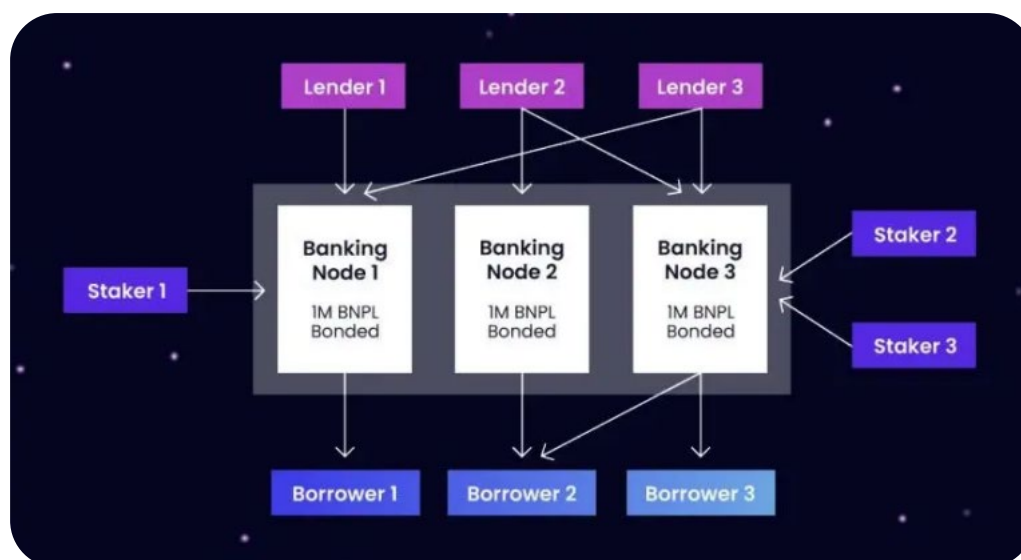 Lender 1
Lender 2
Lender 3
Banking
Node 1
1M BNPL
Bonded
Banking
Node 2
1M BNPL
Bonded
Banking
Node 3
1M BNPL
Bonded
Staker 1
Staker 2
Staker 3
Borrower 1
Borrower 2
Borrower 3